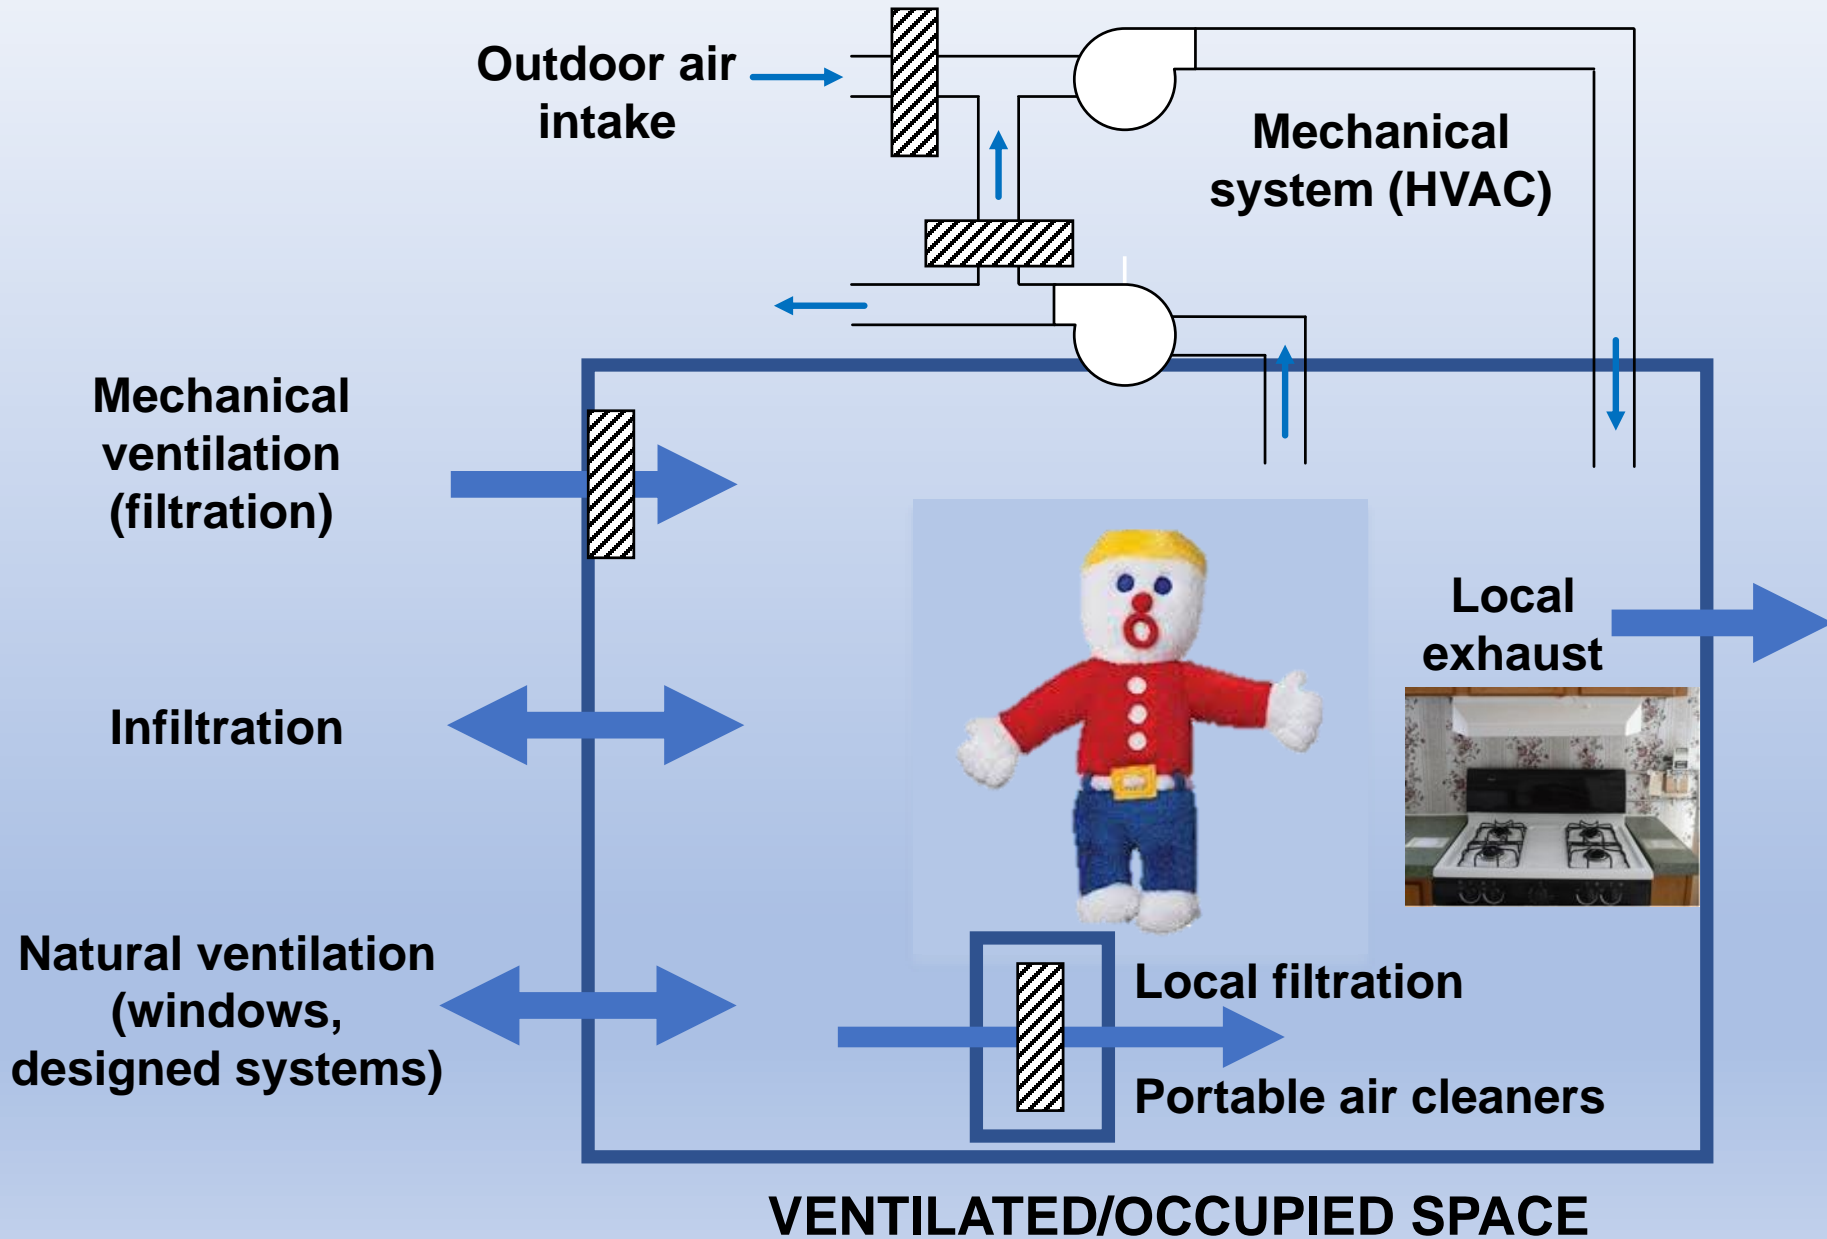 Outdoor air
intake
Mechanical
system (HVAC)
Mechanical
ventilation
(filtration)
Local
exhaust
Infiltration
Natural ventilation
(windows,
designed systems)
Local filtration
Portable air cleaners
VENTILATED/OCCUPIED SPACE